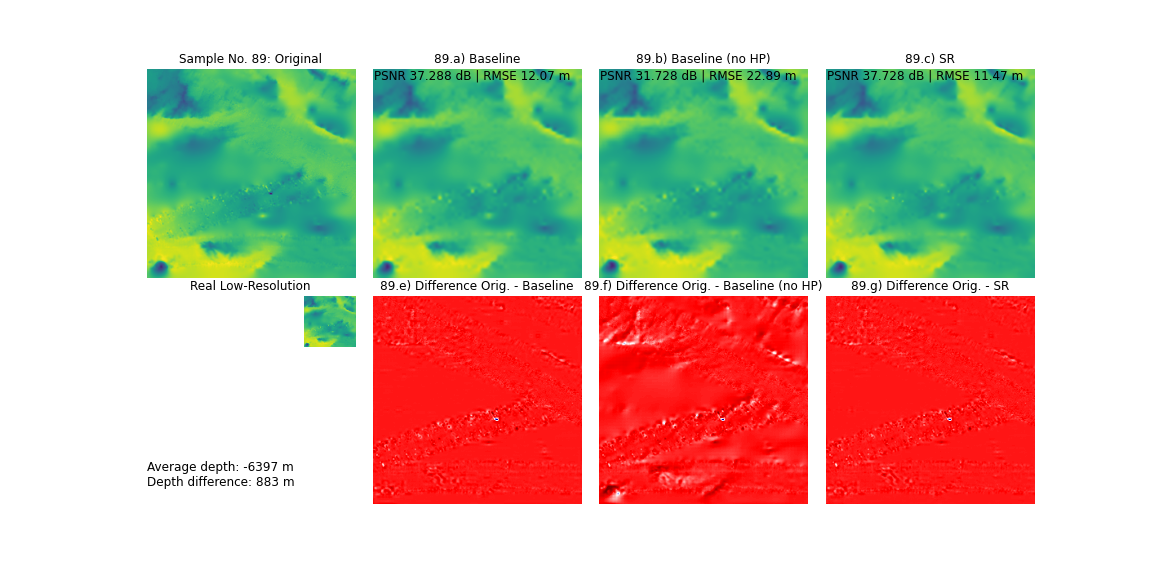 Sample No. 89: Original
89.a) Baseline
89.b) Baseline (no HP)
89.c) SR
PSNR 37.288 dB | RMSE 12.07 m
PSNR 31.728 dB | RMSE 22.89 m
PSNR 37.728 dB | RMSE 11.47 m
Real Low-Resolution
89.e) Difference Orig. - Baseline
89.f) Difference Orig. - Baseline (no HP)
89.g) Difference Orig. - SR
Average depth: -6397 m
Depth difference: 883 m